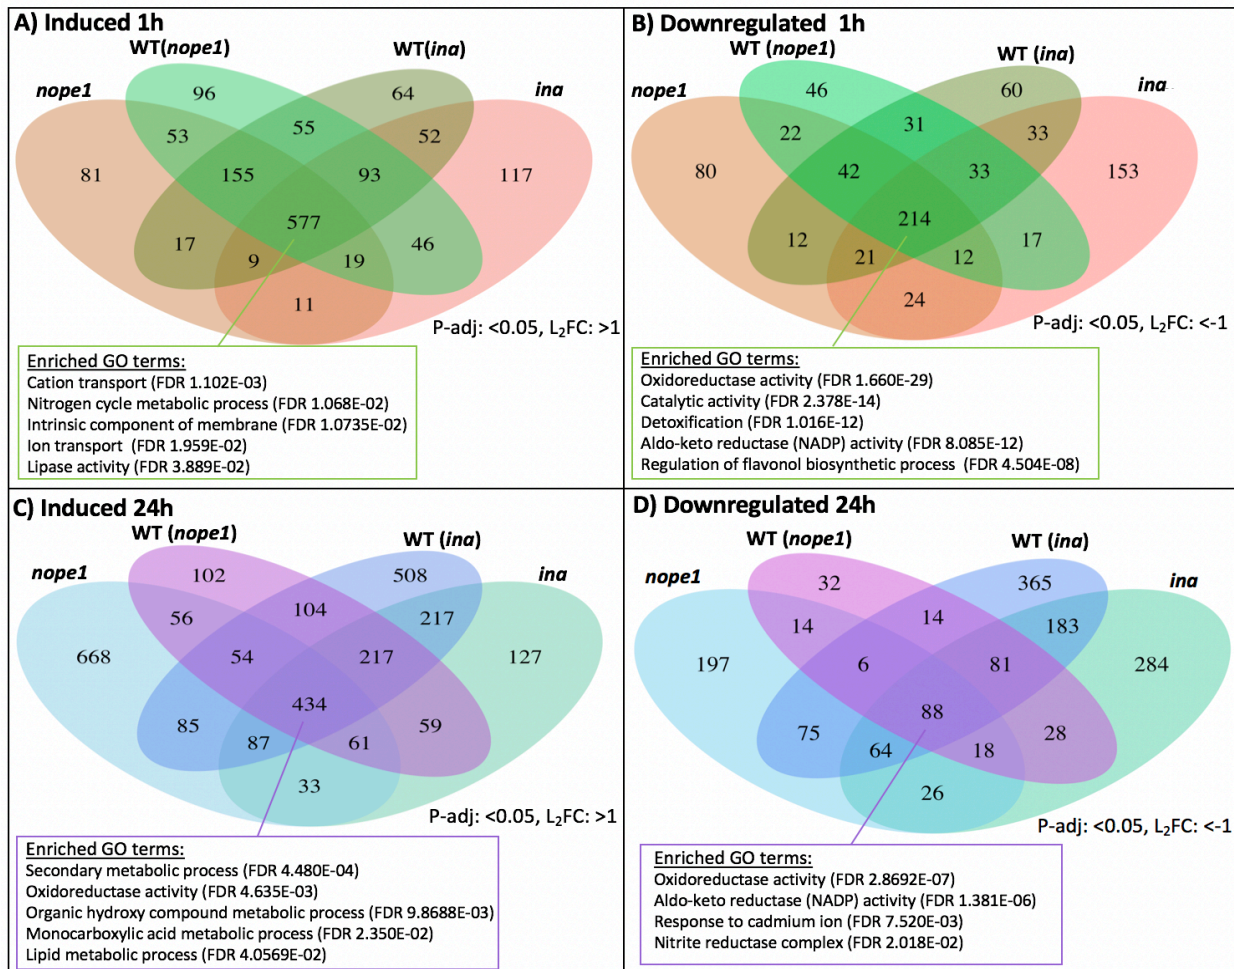 A) Induced 1h
WT(nope1)
WT(ina)
nope1
ina
96
64
53
55
52
81
155
93
117
577
17
46
9
19
11
P-adj: <0.05, L₂FC: >1
Enriched GO terms:
Cation transport (FDR 1.102E-03)
Nitrogen cycle metabolic process (FDR 1.068E-02)
Intrinsic component of membrane (FDR 1.0735E-02)
Ion transport (FDR 1.959E-02)
Lipase activity (FDR 3.889E-02)
B) Downregulated 1h
WT (nope1)
WT (ina)
nope1
ina
46
60
22
31
33
80
42
33
153
214
12
17
21
12
24
P-adj: <0.05, L₂FC: <-1
Enriched GO terms:
Oxidoreductase activity (FDR 1.660E-29)
Catalytic activity (FDR 2.378E-14)
Detoxification (FDR 1.016E-12)
Aldo-keto reductase (NADP) activity (FDR 8.085E-12)
Regulation of flavonol biosynthetic process (FDR 4.504E-08)
C) Induced 24h
WT (nope1)
WT (ina)
nope1
ina
102
508
56
104
217
668
54
217
127
434
85
59
87
61
33
P-adj: <0.05, L₂FC: >1
Enriched GO terms:
Secondary metabolic process (FDR 4.480E-04)
Oxidoreductase activity (FDR 4.635E-03)
Organic hydroxy compound metabolic process (FDR 9.8688E-03)
Monocarboxylic acid metabolic process (FDR 2.350E-02)
Lipid metabolic process (FDR 4.0569E-02)
D) Downregulated 24h
WT (nope1)
WT (ina)
nope1
ina
32
365
14
14
183
197
6
81
284
88
75
28
64
18
26
P-adj: <0.05, L₂FC: <-1
Enriched GO terms:
Oxidoreductase activity (FDR 2.8692E-07)
Aldo-keto reductase (NADP) activity (FDR 1.381E-06)
Response to cadmium ion (FDR 7.520E-03)
Nitrite reductase complex (FDR 2.018E-02)